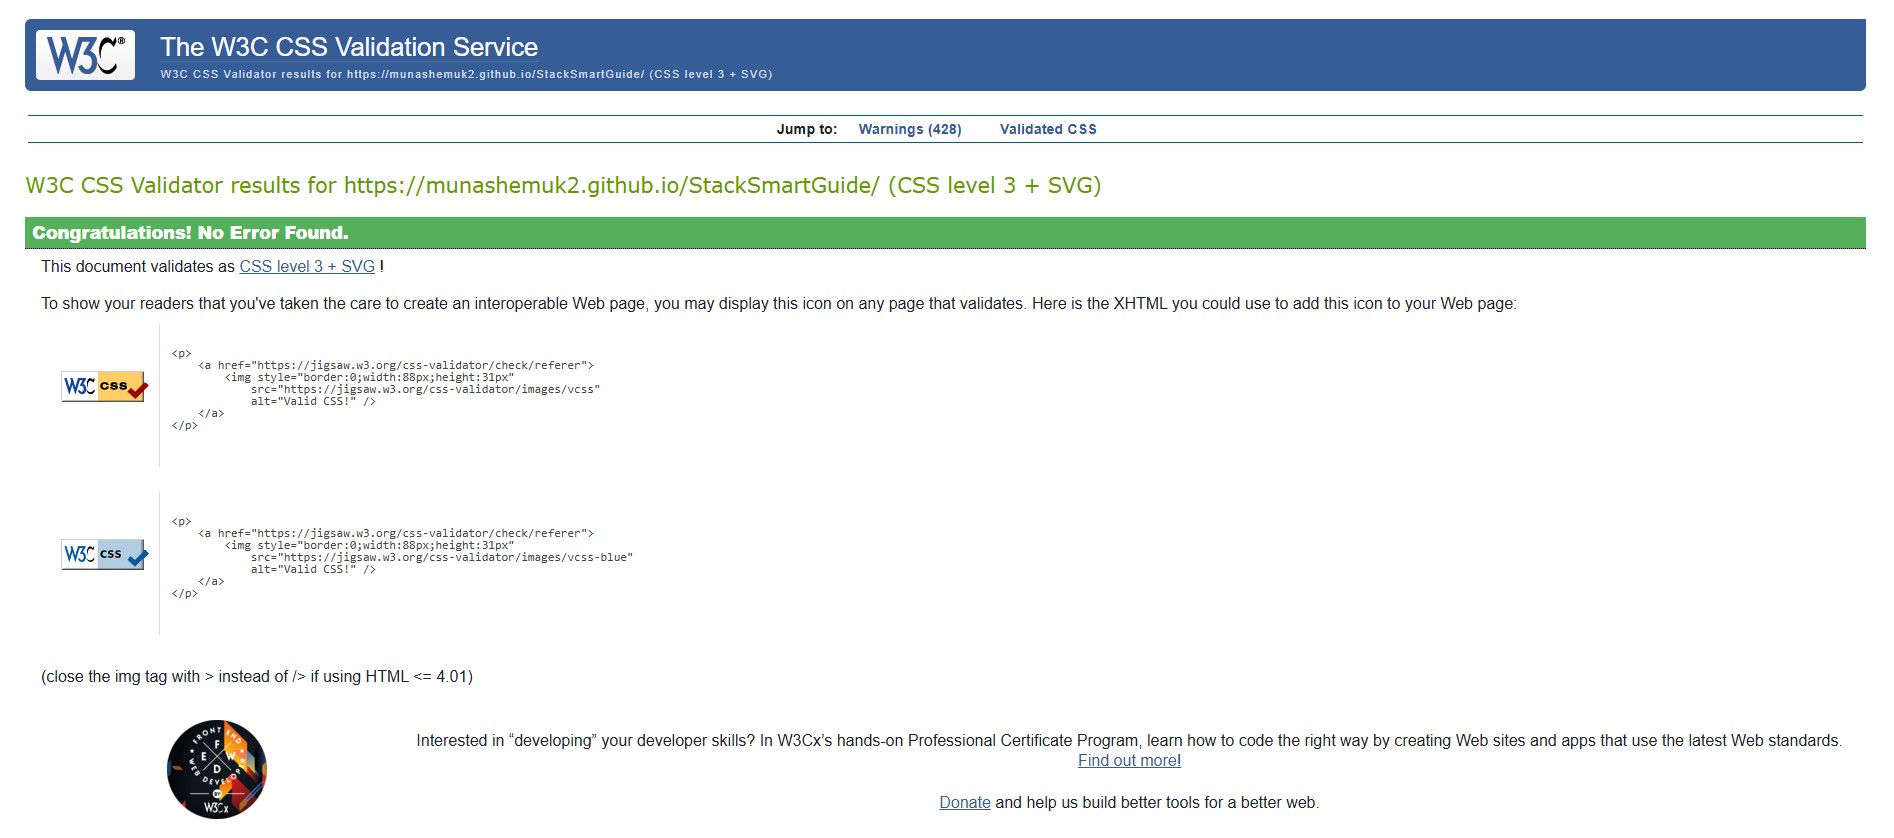 W3C®
The W3C CSS Validation Service
W3C CSS Validator results for https://munashemuk2.github.io/StackSmartGuide/ (CSS level 3 + SVG)
Jump to: Warnings (428) Validated CSS
W3C CSS Validator results for https://munashemuk2.github.io/StackSmartGuide/ (CSS level 3 + SVG)
Congratulations! No Error Found.
This document validates as CSS level 3 + SVG !
To show your readers that you've taken the care to create an interoperable Web page, you may display this icon on any page that validates. Here is the XHTML you could use to add this icon to your Web page:
W3C css
<p>
<a href="https://jigsaw.w3.org/css-validator/check/referer">
<img style="border:0;width:88px;height:31px"
src="https://jigsaw.w3.org/css-validator/images/vcss"
alt="Valid CSS!" />
</a>
</p>
W3C css
<p>
<a href="https://jigsaw.w3.org/css-validator/check/referer">
<img style="border:0;width:88px;height:31px"
src="https://jigsaw.w3.org/css-validator/images/vcss-blue"
alt="Valid CSS!" />
</a>
</p>
(close the img tag with > instead of /> if using HTML <= 4.01)
FRONT END
F
E W
D
WEB DEVELOPER
BY
W3Cx
Interested in “developing” your developer skills? In W3Cx’s hands-on Professional Certificate Program, learn how to code the right way by creating Web sites and apps that use the latest Web standards.
Find out more!
Donate and help us build better tools for a better web.